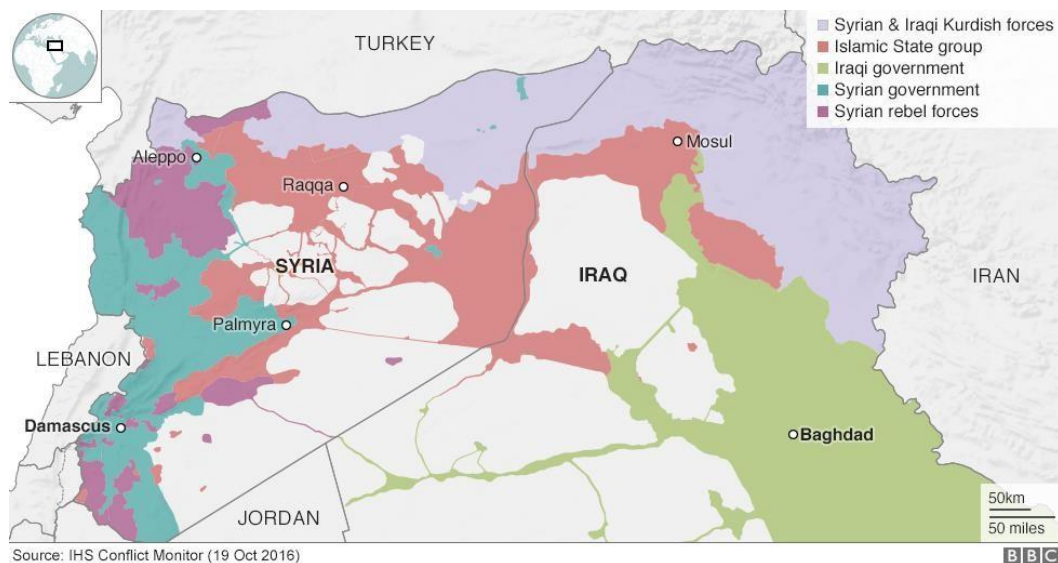 TURKEY
Syrian & Iraqi Kurdish forces
Islamic State group
Iraqi government
Syrian government
Syrian rebel forces
Aleppo
Mosul
Raqqa
SYRIA
IRAQ
IRAN
Palmyra
LEBANON
Damascus
Baghdad
JORDAN
50km
50 miles
Source: IHS Conflict Monitor (19 Oct 2016)
BBC